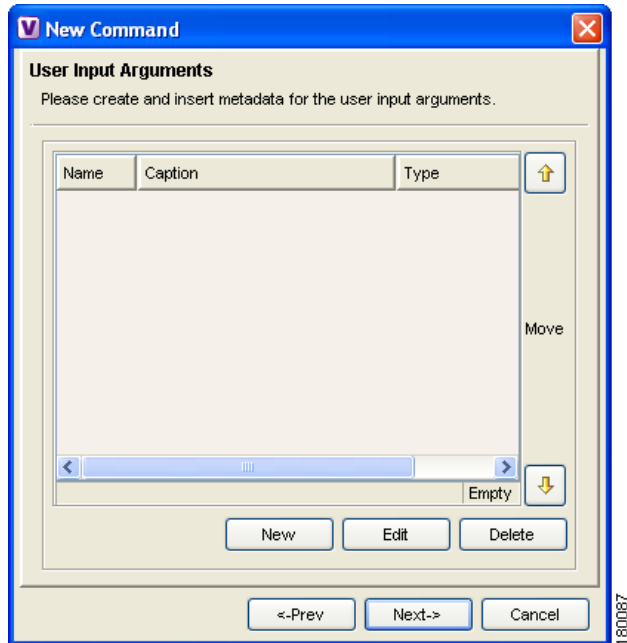 V New Command
User Input Arguments
Please create and insert metadata for the user input arguments.
Name Caption Type
Move
Empty
New Edit Delete
<-Prev Next-> Cancel
180087